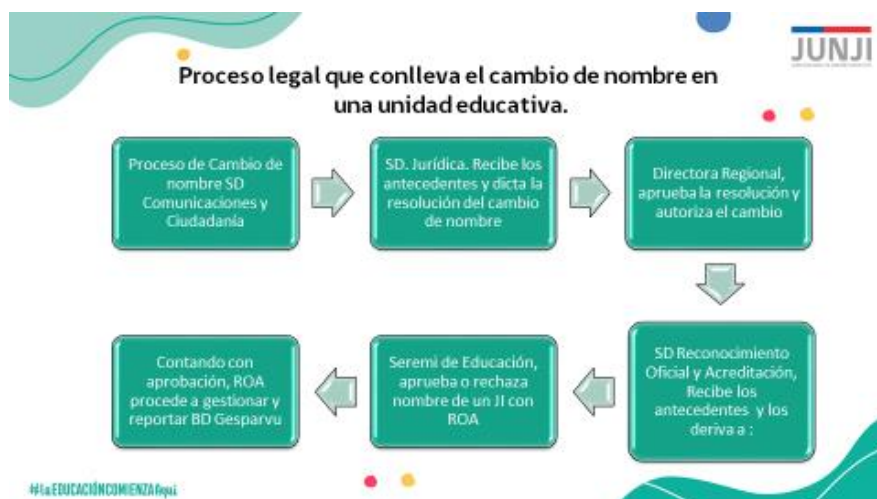 JUNJI
Proceso legal que conlleva el cambio de nombre en
una unidad educativa.
Proceso de Cambio de
nombre SD
Comunicaciones y
Ciudadanía
SD. Jurídica. Recibe los
antecedentes y dicta la
resolución del cambio
de nombre
Directora Regional,
aprueba la resolución y
autoriza el cambio
SD Reconocimiento
Oficial y Acreditación,
Recibe los
antecedentes y los
deriva a :
Seremi de Educación,
aprueba o rechaza
nombre de un JI con
ROA
Contando con
aprobación, ROA
procede a gestionar y
reportar BD Gesparvu
#LaEDUCACIÓNCOMIENZAAquí